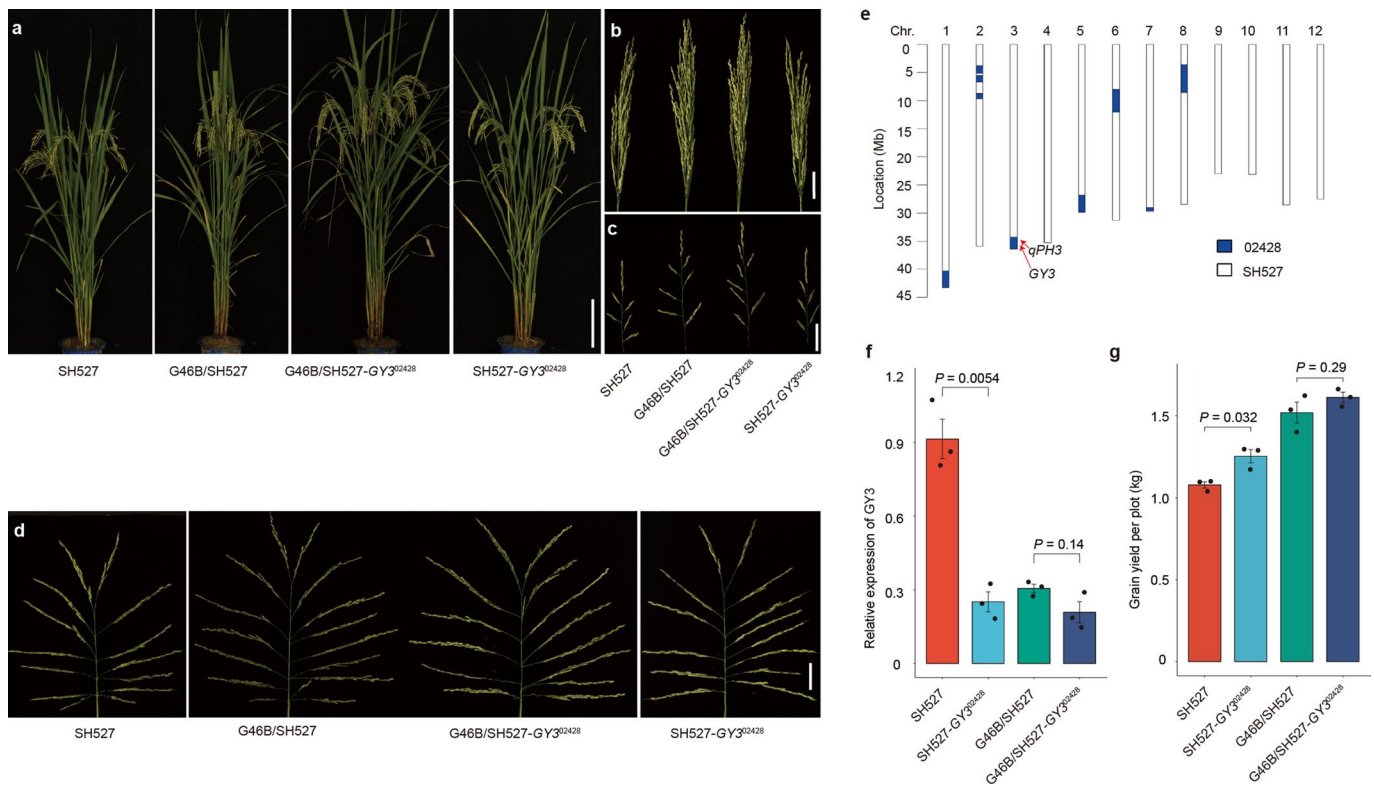 a
SH527
G46B/SH527
G46B/SH527-GY3⁰²⁴²⁸
SH527-GY3⁰²⁴²⁸
b
c
SH527
G46B/SH527
G46B/SH527-GY3⁰²⁴²⁸
SH527-GY3⁰²⁴²⁸
d
SH527
G46B/SH527
G46B/SH527-GY3⁰²⁴²⁸
SH527-GY3⁰²⁴²⁸
e
Chr. 1 2 3 4 5 6 7 8 9 10 11 12
Location (Mb)
0
5
10
15
20
25
30
35
40
45
qPH3
GY3
02428
SH527
f
Relative expression of GY3
1.2
0.9
0.6
0.3
0
P = 0.0054
P = 0.14
SH527
SH527-GY3⁰²⁴²⁸
G46B/SH527
G46B/SH527-GY3⁰²⁴²⁸
g
Grain yield per plot (kg)
1.5
1.0
0.5
0
P = 0.032
P = 0.29
SH527
SH527-GY3⁰²⁴²⁸
G46B/SH527
G46B/SH527-GY3⁰²⁴²⁸